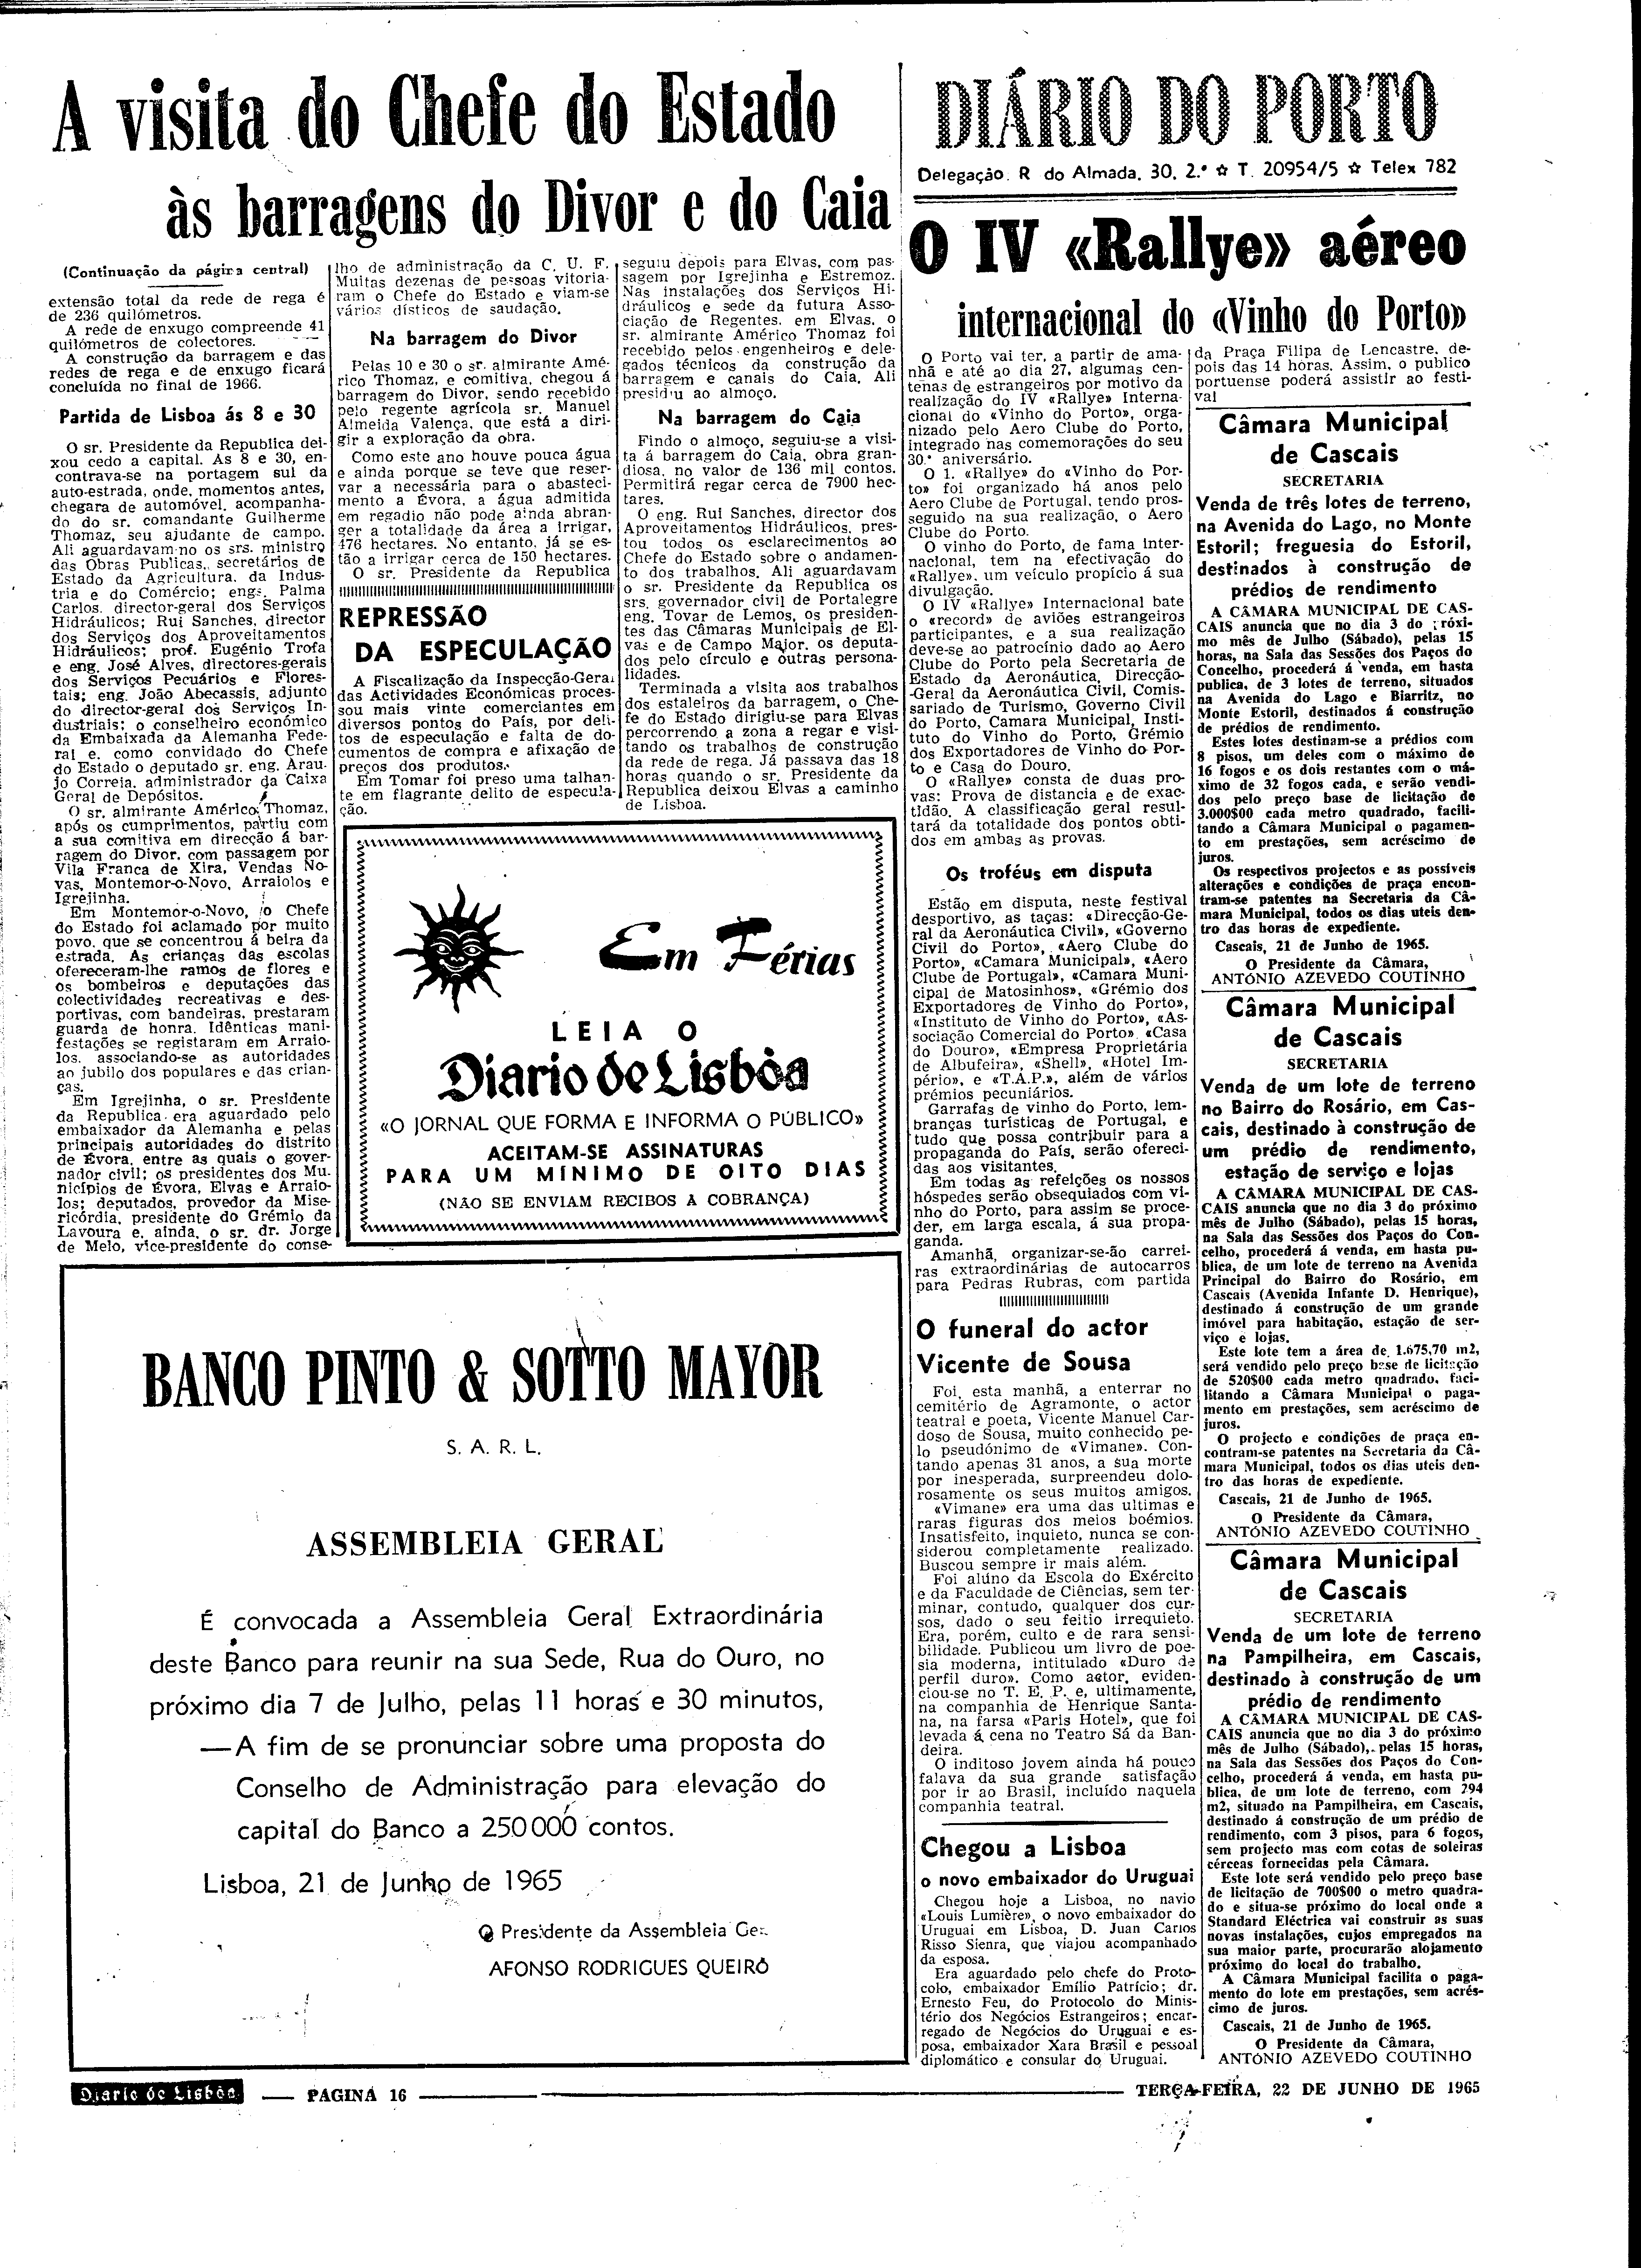 A visita do Chefe do Estado
às barragens do Divor e do Caia
(Continuação da página central)
extensão total da rede de rega é
de 236 quilómetros.
A rede de enxugo compreende 41
quilómetros de colectores.
A construção da barragem e das
redes de rega e de enxugo ficará
concluída no final de 1966.
Partida de Lisboa ás 8 e 30
O sr. Presidente da Republica dei-
xou cedo a capital. As 8 e 30, en-
contrava-se na portagem sul da
auto-estrada, onde, momentos antes,
chegara de automóvel, acompanha-
do do sr. comandante Guilherme
Thomaz, seu ajudante de campo.
Ali aguardavam-no os srs. ministro
das Obras Publicas, secretários de
Estado da Agricultura, da Indus-
tria e do Comércio; engs. Palma
Carlos, director-geral dos Serviços
Hidráulicos; Rui Sanches, director
dos Serviços dos Aproveitamentos
Hidráulicos; prof. Eugénio Trofa
e eng. José Alves, directores-gerais
dos Serviços Pecuários e Flores-
tais; eng. João Abecassis, adjunto
do director-geral dos Serviços In-
dustriais; o conselheiro económico
da Embaixada da Alemanha Fede-
ral e, como convidado do Chefe
do Estado o deputado sr. eng. Arau-
jo Correia, administrador da Caixa
Geral de Depósitos.
O sr. almirante Américo Thomaz,
após os cumprimentos, partiu com
a sua comitiva em direcção á bar-
ragem do Divor, com passagem por
Vila Franca de Xira, Vendas No-
vas, Montemor-o-Novo, Arraiolos e
Igrejinha.
Em Montemor-o-Novo, o Chefe
do Estado foi aclamado por muito
povo, que se concentrou á beira da
estrada. As crianças das escolas
ofereceram-lhe ramos de flores e
os bombeiros e deputações das
colectividades recreativas e des-
portivas, com bandeiras, prestaram
guarda de honra. Idênticas mani-
festações se registaram em Arraio-
los, associando-se as autoridades
ao jubilo dos populares e das crian-
ças.
Em Igrejinha, o sr. Presidente
da Republica era aguardado pelo
embaixador da Alemanha e pelas
principais autoridades do distrito
de Évora, entre as quais o gover-
nador civil; os presidentes dos Mu-
nicípios de Évora, Elvas e Arraio-
los; deputados, provedor da Mise-
ricórdia, presidente do Grémio da
Lavoura e, ainda, o sr. dr. Jorge
de Melo, vice-presidente do conse-
lho de administração da C. U. F.
Muitas dezenas de pessoas vitoria-
ram o Chefe do Estado e viam-se
vários dísticos de saudação.
Na barragem do Divor
Pelas 10 e 30 o sr. almirante Amé-
rico Thomaz, e comitiva, chegou á
barragem do Divor, sendo recebido
pelo regente agrícola sr. Manuel
Almeida Valença, que está a diri-
gir a exploração da obra.
Como este ano houve pouca água
e ainda porque se teve que reser-
var a necessária para o abasteci-
mento a Évora, a água admitida
em regadio não pode ainda abran-
ger a totalidade da área a irrigar,
476 hectares. No entanto, já se es-
tão a irrigar cerca de 150 hectares.
O sr. Presidente da Republica
seguiu depois para Elvas, com pas-
sagem por Igrejinha e Estremoz.
Nas instalações dos Serviços Hi-
dráulicos e sede da futura Asso-
ciação de Regentes, em Elvas, o
sr. almirante Américo Thomaz foi
recebido pelos engenheiros e dele-
gados técnicos da construção da
barragem e canais do Caia. Ali
presidiu ao almoço.
Na barragem do Caia
Findo o almoço, seguiu-se a visi-
ta á barragem do Caia, obra gran-
diosa, no valor de 136 mil contos.
Permitirá regar cerca de 7900 hec-
tares.
O eng. Rui Sanches, director dos
Aproveitamentos Hidráulicos, pres-
tou todos os esclarecimentos ao
Chefe do Estado sobre o andamen-
to dos trabalhos. Ali aguardavam
o sr. Presidente da Republica os
srs. governador civil de Portalegre
eng. Tovar de Lemos, os presiden-
tes das Câmaras Municipais de El-
vas e de Campo Major, os deputa-
dos pelo círculo e outras persona-
lidades.
Terminada a visita aos trabalhos
dos estaleiros da barragem, o Che-
fe do Estado dirigiu-se para Elvas
percorrendo a zona a regar e visi-
tando os trabalhos de construção
da rede de rega. Já passava das 18
horas quando o sr. Presidente da
Republica deixou Elvas a caminho
de Lisboa.
REPRESSÃO
DA ESPECULAÇÃO
A Fiscalização da Inspecção-Geral
das Actividades Económicas proces-
sou mais vinte comerciantes em
diversos pontos do País, por deli-
tos de especulação e falta de do-
cumentos de compra e afixação de
preços dos produtos.
Em Tomar foi preso uma talhan-
te em flagrante delito de especula-
ção.
Em Férias
LEIA O
Diario de Lisbôa
«O JORNAL QUE FORMA E INFORMA O PÚBLICO»
ACEITAM-SE ASSINATURAS
PARA UM MÍNIMO DE OITO DIAS
(NÃO SE ENVIAM RECIBOS À COBRANÇA)
BANCO PINTO & SOTTO MAYOR
S. A. R. L.
ASSEMBLEIA GERAL
É convocada a Assembleia Geral Extraordinária
deste Banco para reunir na sua Sede, Rua do Ouro, no
próximo dia 7 de Julho, pelas 11 horas e 30 minutos,
—A fim de se pronunciar sobre uma proposta do
Conselho de Administração para elevação do
capital do Banco a 250 000 contos.
Lisboa, 21 de Junho de 1965
O Presidente da Assembleia Ge
AFONSO RODRIGUES QUEIRÓ
DIÁRIO DO PORTO
Delegação. R do Almada, 30, 2.º ☆ T. 20954/5 ☆ Telex 782
O IV «Rallye» aéreo
internacional do «Vinho do Porto»
O Porto vai ter, a partir de ama-
nhã e até ao dia 27, algumas cen-
tenas de estrangeiros por motivo da
realização do IV «Rallye» Interna-
cional do «Vinho do Porto», orga-
nizado pelo Aero Clube do Porto,
integrado nas comemorações do seu
30.º aniversário.
O 1. «Rallye» do «Vinho do Por-
to» foi organizado há anos pelo
Aero Clube de Portugal, tendo pros-
seguido na sua realização, o Aero
Clube do Porto.
O vinho do Porto, de fama inter-
nacional, tem na efectivação do
«Rallye», um veículo propício á sua
divulgação.
O IV «Rallye» Internacional bate
o «record» de aviões estrangeiros
participantes, e a sua realização
deve-se ao patrocínio dado ao Aero
Clube do Porto pela Secretaria de
Estado da Aeronáutica, Direcção-
-Geral da Aeronáutica Civil, Comis-
sariado de Turismo, Governo Civil
do Porto, Camara Municipal, Insti-
tuto do Vinho do Porto, Grémio
dos Exportadores de Vinho do Por-
to e Casa do Douro.
O «Rallye» consta de duas pro-
vas: Prova de distancia e de exac-
tidão. A classificação geral resul-
tará da totalidade dos pontos obti-
dos em ambas as provas.
Os troféus em disputa
Estão em disputa, neste festival
desportivo, as taças: «Direcção-Ge-
ral da Aeronáutica Civil», «Governo
Civil do Porto», «Aero Clube do
Porto», «Camara Municipal», «Aero
Clube de Portugal», «Camara Muni-
cipal de Matosinhos», «Grémio dos
Exportadores de Vinho do Porto»,
«Instituto de Vinho do Porto», «As-
sociação Comercial do Porto», «Casa
do Douro», «Empresa Proprietária
de Albufeira», «Shell», «Hotel Im-
pério», e «T.A.P.», além de vários
prémios pecuniários.
Garrafas de vinho do Porto, lem-
branças turísticas de Portugal, e
tudo que possa contribuir para a
propaganda do País, serão ofereci-
das aos visitantes.
Em todas as refeições os nossos
hóspedes serão obsequiados com vi-
nho do Porto, para assim se proce-
der, em larga escala, á sua propa-
ganda.
Amanhã, organizar-se-ão carrei-
ras extraordinárias de autocarros
para Pedras Rubras, com partida
da Praça Filipa de Lencastre, de-
pois das 14 horas. Assim, o publico
portuense poderá assistir ao festi-
val
O funeral do actor
Vicente de Sousa
Foi, esta manhã, a enterrar no
cemitério de Agramonte, o actor
teatral e poeta, Vicente Manuel Car-
doso de Sousa, muito conhecido pe-
lo pseudónimo de «Vimane». Con-
tando apenas 31 anos, a sua morte
por inesperada, surpreendeu dolo-
rosamente os seus muitos amigos.
«Vimane» era uma das ultimas e
raras figuras dos meios boémios.
Insatisfeito, inquieto, nunca se con-
siderou completamente realizado.
Buscou sempre ir mais além.
Foi alúno da Escola do Exército
e da Faculdade de Ciências, sem ter-
minar, contudo, qualquer dos cur-
sos, dado o seu feitio irrequieto.
Era, porém, culto e de rara sensi-
bilidade. Publicou um livro de poe-
sia moderna, intitulado «Duro de
perfil duro». Como actor, eviden-
ciou-se no T. E. P. e, ultimamente,
na companhia de Henrique Santa-
na, na farsa «Paris Hotel», que foi
levada á cena no Teatro Sá da Ban-
deira.
O inditoso jovem ainda há pouco
falava da sua grande satisfação
por ir ao Brasil, incluído naquela
companhia teatral.
Chegou a Lisboa
o novo embaixador do Uruguai
Chegou hoje a Lisboa, no navio
«Louis Lumière», o novo embaixador do
Uruguai em Lisboa, D. Juan Carlos
Risso Sienra, que viajou acompanhado
da esposa.
Era aguardado pelo chefe do Proto-
colo, embaixador Emílio Patrício; dr.
Ernesto Feu, do Protocolo do Minis-
tério dos Negócios Estrangeiros; encar-
regado de Negócios do Uruguai e es-
posa, embaixador Xara Brasil e pessoal
diplomático e consular do Uruguai.
Câmara Municipal
de Cascais
SECRETARIA
Venda de três lotes de terreno,
na Avenida do Lago, no Monte
Estoril; freguesia do Estoril,
destinados à construção de
prédios de rendimento
A CÂMARA MUNICIPAL DE CAS-
CAIS anuncia que no dia 3 do próxi-
mo mês de Julho (Sábado), pelas 15
horas, na Sala das Sessões dos Paços do
Concelho, procederá á venda, em hasta
publica, de 3 lotes de terreno, situados
na Avenida do Lago e Biarritz, no
Monte Estoril, destinados á construção
de prédios de rendimento.
Estes lotes destinam-se a prédios com
8 pisos, um deles com o máximo de
16 fogos e os dois restantes com o má-
ximo de 32 fogos cada, e serão vendi-
dos pelo preço base de licitação de
3.000$00 cada metro quadrado, facili-
tando a Câmara Municipal o pagamen-
to em prestações, sem acréscimo de
juros.
Os respectivos projectos e as possíveis
alterações e condições de praça encon-
tram-se patentes na Secretaria da Câ-
mara Municipal, todos os dias uteis den-
tro das horas de expediente.
Cascais, 21 de Junho de 1965.
O Presidente da Câmara,
ANTÓNIO AZEVEDO COUTINHO
Câmara Municipal
de Cascais
SECRETARIA
Venda de um lote de terreno
no Bairro do Rosário, em Cas-
cais, destinado à construção de
um prédio de rendimento,
estação de serviço e lojas
A CÂMARA MUNICIPAL DE CAS-
CAIS anuncia que no dia 3 do próximo
mês de Julho (Sábado), pelas 15 horas,
na Sala das Sessões dos Paços do Con-
celho, procederá á venda, em hasta pu-
blica, de um lote de terreno na Avenida
Principal do Bairro do Rosário, em
Cascais (Avenida Infante D. Henrique),
destinado á construção de um grande
imóvel para habitação, estação de ser-
viço e lojas.
Este lote tem a área de 1.675,70 m2,
será vendido pelo preço base de licitação
de 520$00 cada metro quadrado, faci-
litando a Câmara Municipal o paga-
mento em prestações, sem acréscimo de
juros.
O projecto e condições de praça en-
contram-se patentes na Secretaria da Câ-
mara Municipal, todos os dias uteis den-
tro das horas de expediente.
Cascais, 21 de Junho de 1965.
O Presidente da Câmara,
ANTÓNIO AZEVEDO COUTINHO
Câmara Municipal
de Cascais
SECRETARIA
Venda de um lote de terreno
na Pampilheira, em Cascais,
destinado à construção de um
prédio de rendimento
A CÂMARA MUNICIPAL DE CAS-
CAIS anuncia que no dia 3 do próximo
mês de Julho (Sábado), pelas 15 horas,
na Sala das Sessões dos Paços do Con-
celho, procederá á venda, em hasta pu-
blica, de um lote de terreno, com 794
m2, situado na Pampilheira, em Cascais,
destinado á construção de um prédio de
rendimento, com 3 pisos, para 6 fogos,
sem projecto mas com cotas de soleiras
cérceas fornecidas pela Câmara.
Este lote será vendido pelo preço base
de licitação de 700$00 o metro quadra-
do e situa-se próximo do local onde a
Standard Eléctrica vai construir as suas
novas instalações, cujos empregados na
sua maior parte, procurarão alojamento
próximo do local do trabalho.
A Câmara Municipal facilita o paga-
mento do lote em prestações, sem acrés-
cimo de juros.
Cascais, 21 de Junho de 1965.
O Presidente da Câmara,
ANTÓNIO AZEVEDO COUTINHO
Diario de Lisbôa — PAGINA 16 — TERÇA-FEIRA, 22 DE JUNHO DE 1965